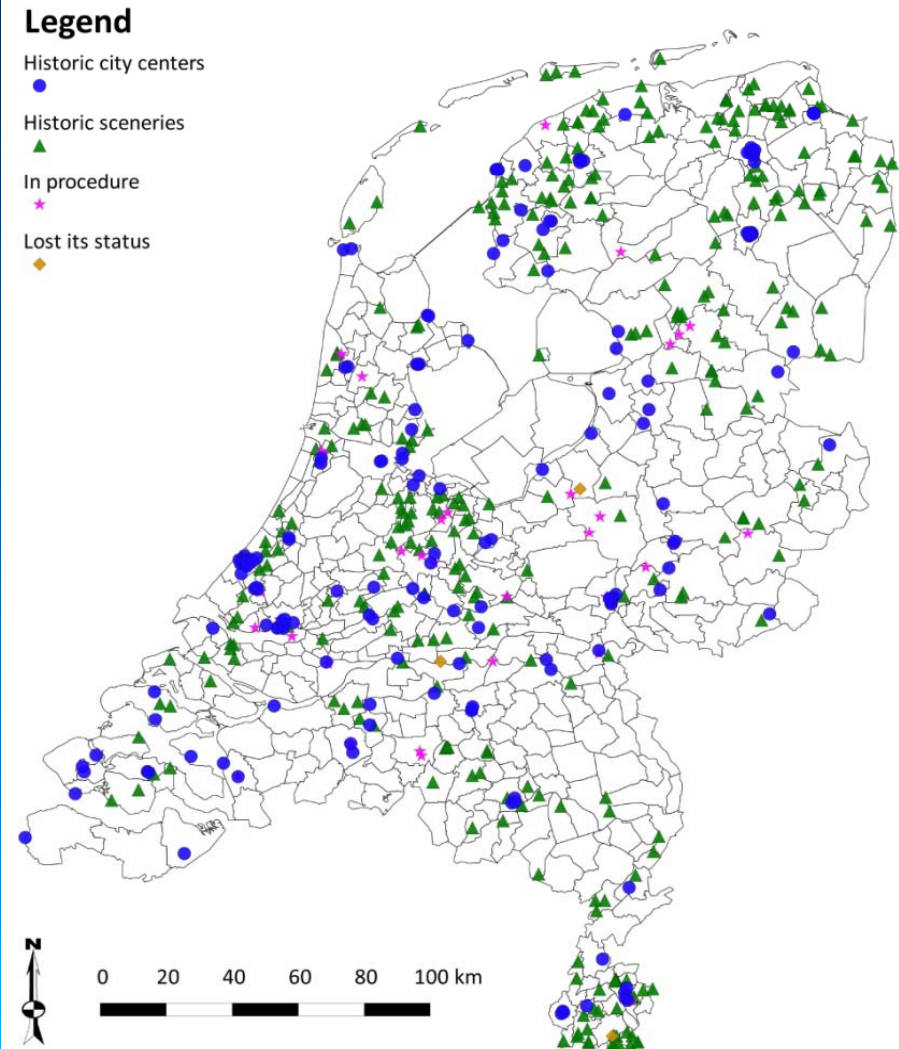 Legend
Historic city centers
Historic sceneries
In procedure
Lost its status
N
0 20 40 60 80 100 km